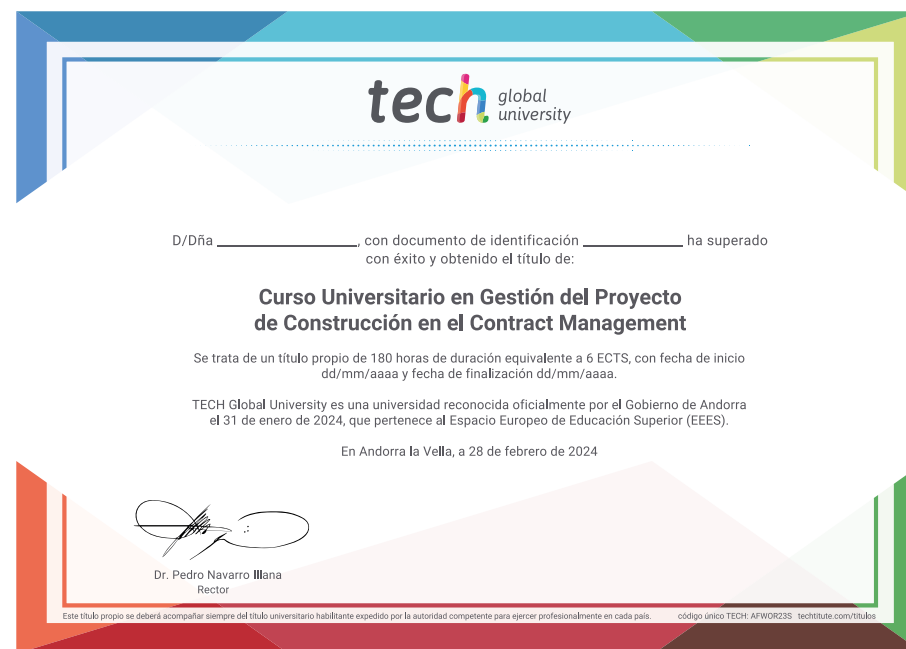 tech global university
D/Dña ____________________, con documento de identificación ______________ ha superado
con éxito y obtenido el título de:
Curso Universitario en Gestión del Proyecto
de Construcción en el Contract Management
Se trata de un título propio de 180 horas de duración equivalente a 6 ECTS, con fecha de inicio
dd/mm/aaaa y fecha de finalización dd/mm/aaaa.
TECH Global University es una universidad reconocida oficialmente por el Gobierno de Andorra
el 31 de enero de 2024, que pertenece al Espacio Europeo de Educación Superior (EEES).
En Andorra la Vella, a 28 de febrero de 2024
Dr. Pedro Navarro Illana
Rector
Este título propio se deberá acompañar siempre del título universitario habilitante expedido por la autoridad competente para ejercer profesionalmente en cada país. código único TECH: AFWOR23S techtitute.com/titulos